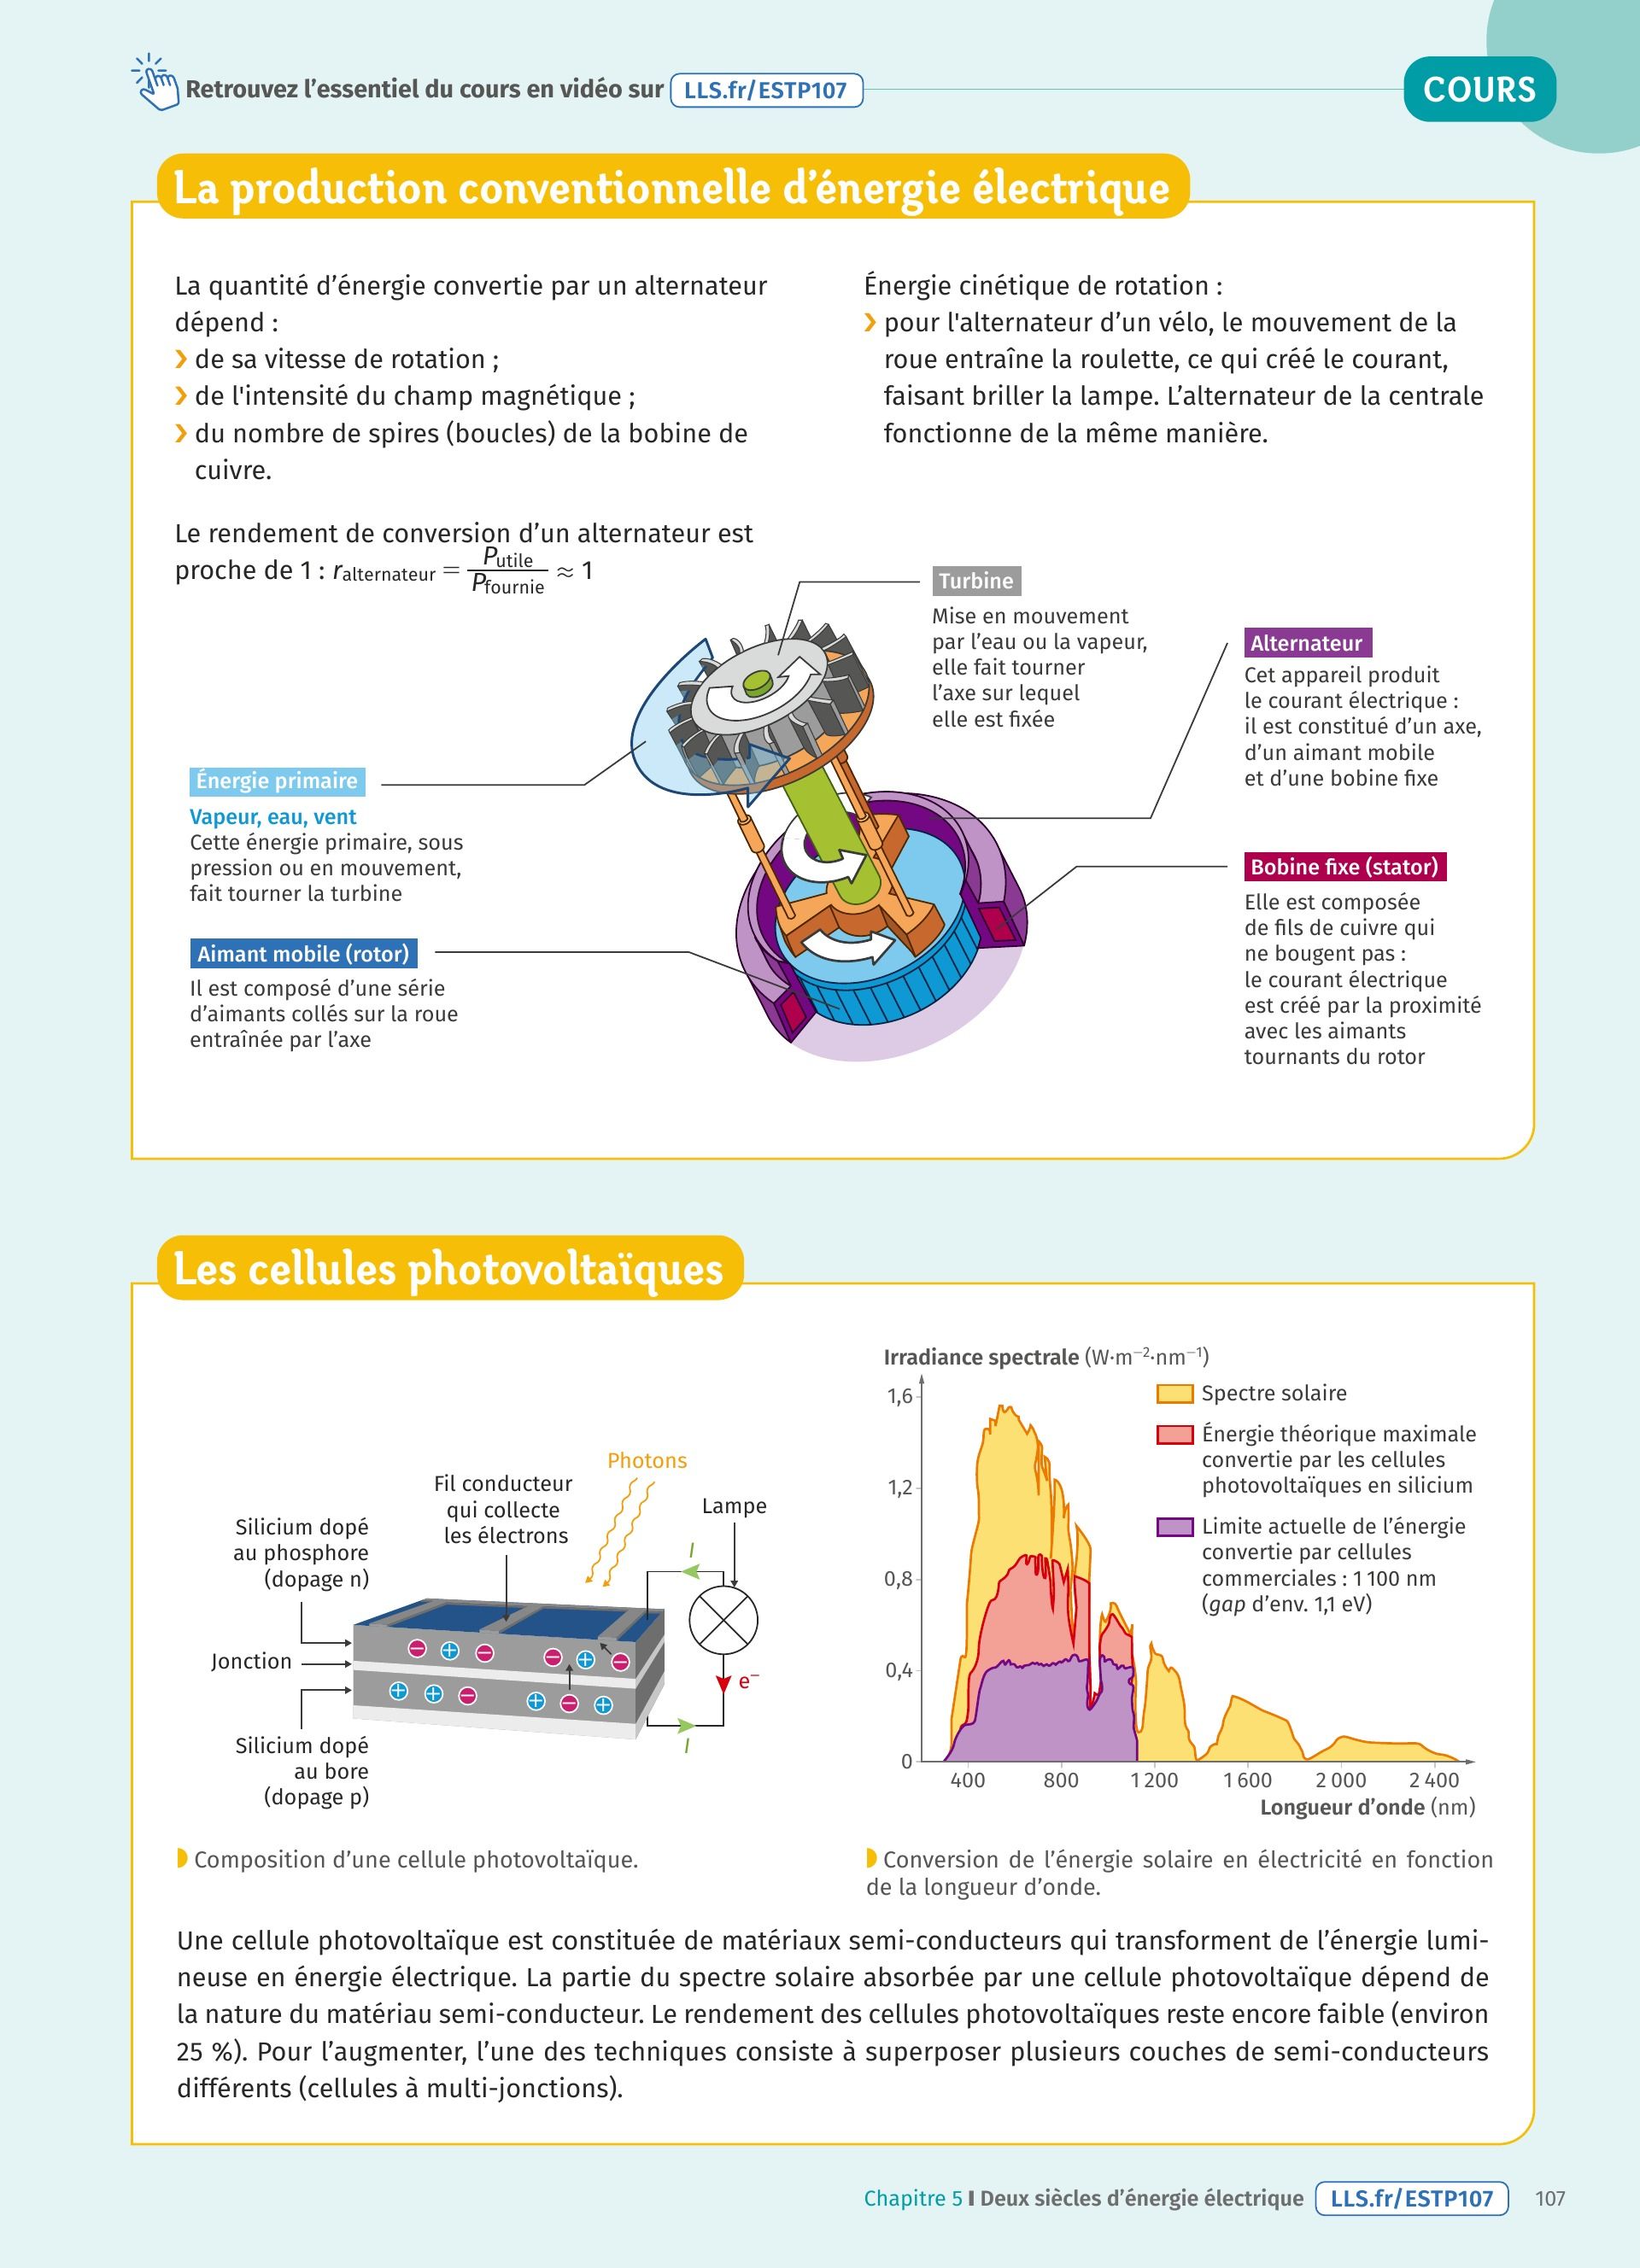 Retrouvez l’essentiel du cours en vidéo sur LLS.fr/ESTP107
COURS
La production conventionnelle d’énergie électrique
La quantité d’énergie convertie par un alternateur
dépend :
› de sa vitesse de rotation ;
› de l'intensité du champ magnétique ;
› du nombre de spires (boucles) de la bobine de
cuivre.
Le rendement de conversion d’un alternateur est
proche de 1 : r alternateur = P utile / P fournie ≈ 1
Énergie cinétique de rotation :
› pour l'alternateur d’un vélo, le mouvement de la
roue entraîne la roulette, ce qui créé le courant,
faisant briller la lampe. L’alternateur de la centrale
fonctionne de la même manière.
Turbine
Mise en mouvement
par l’eau ou la vapeur,
elle fait tourner
l’axe sur lequel
elle est fixée
Alternateur
Cet appareil produit
le courant électrique :
il est constitué d’un axe,
d’un aimant mobile
et d’une bobine fixe
Énergie primaire
Vapeur, eau, vent
Cette énergie primaire, sous
pression ou en mouvement,
fait tourner la turbine
Bobine fixe (stator)
Elle est composée
de fils de cuivre qui
ne bougent pas :
le courant électrique
est créé par la proximité
avec les aimants
tournants du rotor
Aimant mobile (rotor)
Il est composé d’une série
d’aimants collés sur la roue
entraînée par l’axe
Les cellules photovoltaïques
Photons
Fil conducteur
qui collecte
les électrons
Lampe
Silicium dopé
au phosphore
(dopage n)
Jonction
Silicium dopé
au bore
(dopage p)
I
e⁻
I
− + − − + −
+ + − + − +
Composition d’une cellule photovoltaïque.
Irradiance spectrale (W·m⁻²·nm⁻¹)
1,6
1,2
0,8
0,4
0
400 800 1 200 1 600 2 000 2 400
Longueur d’onde (nm)
Spectre solaire
Énergie théorique maximale
convertie par les cellules
photovoltaïques en silicium
Limite actuelle de l’énergie
convertie par cellules
commerciales : 1 100 nm
(gap d’env. 1,1 eV)
Conversion de l’énergie solaire en électricité en fonction
de la longueur d’onde.
Une cellule photovoltaïque est constituée de matériaux semi-conducteurs qui transforment de l’énergie lumi-
neuse en énergie électrique. La partie du spectre solaire absorbée par une cellule photovoltaïque dépend de
la nature du matériau semi-conducteur. Le rendement des cellules photovoltaïques reste encore faible (environ
25 %). Pour l’augmenter, l’une des techniques consiste à superposer plusieurs couches de semi-conducteurs
différents (cellules à multi-jonctions).
Chapitre 5 I Deux siècles d’énergie électrique LLS.fr/ESTP107 107